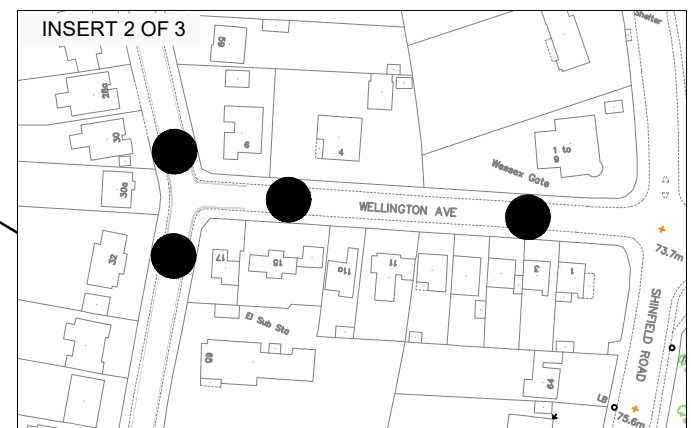 INSERT 2 OF 3
Shelter
59
28a
30
6
4
1 to
9
Wessex Gate
30a
WELLINGTON AVE
73.7m
32
17
15
11a
11
3
1
El Sub Sta
SHINFIELD ROAD
65
64
LB
75.6m